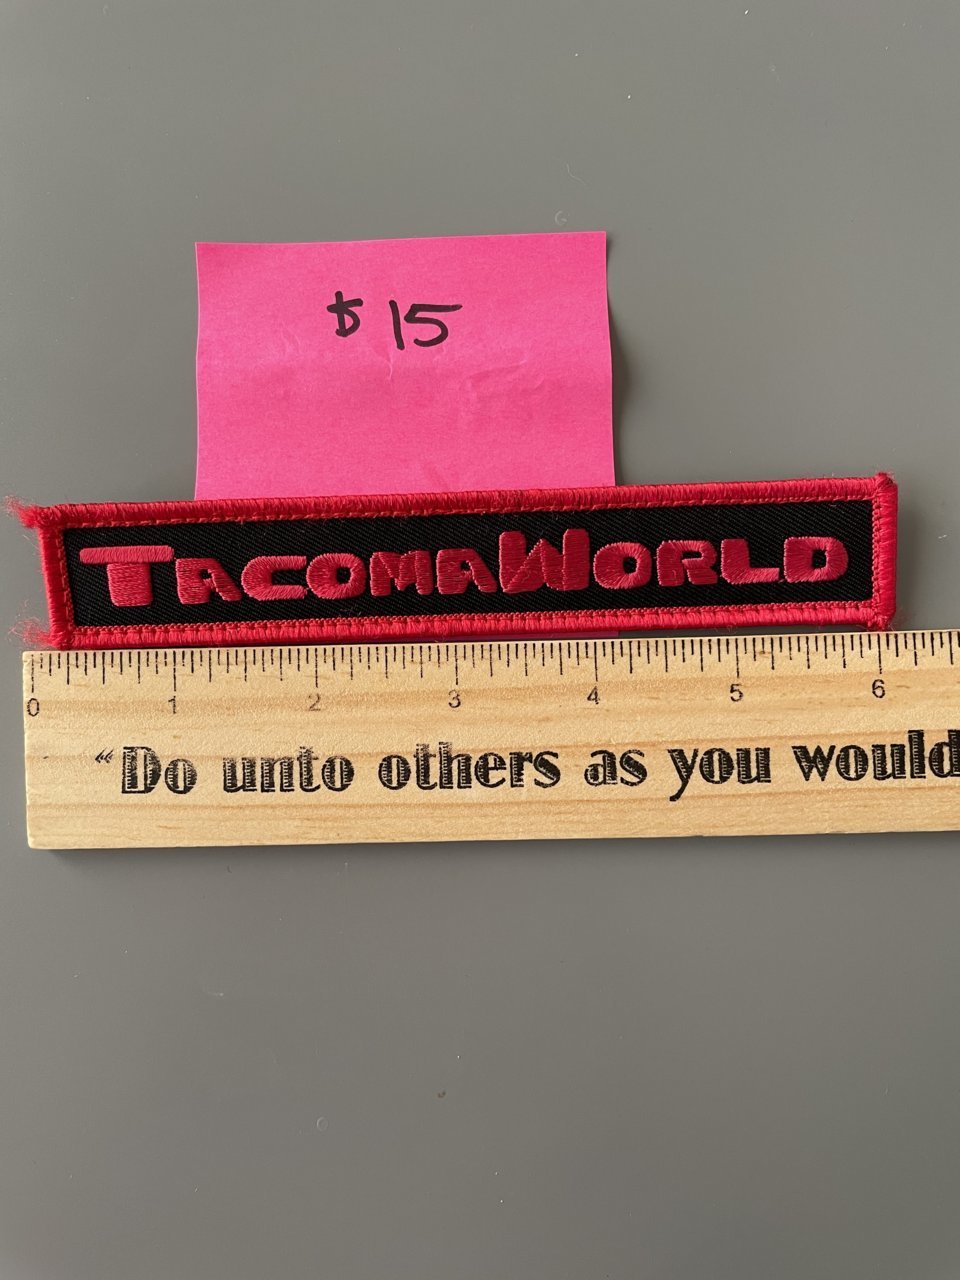 $ 15
TACOMAWORLD
0 1 2 3 4 5 6
“Do unto others as you would